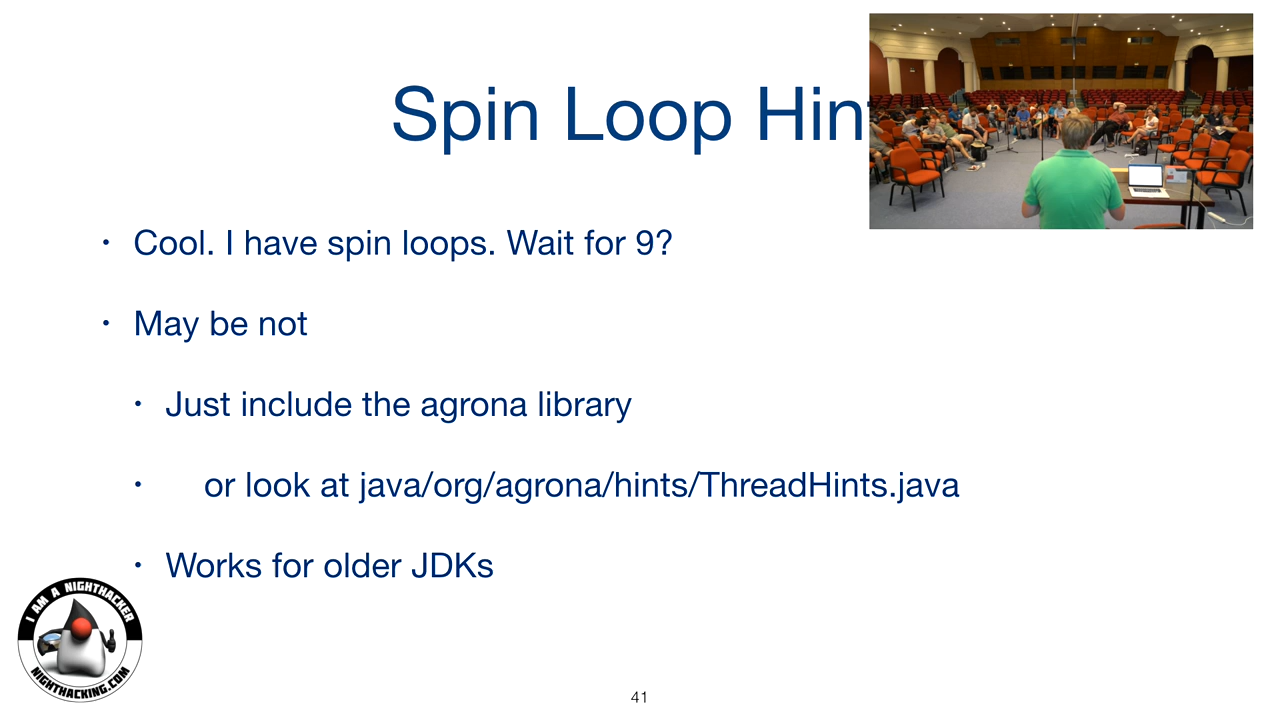 Spin Loop Hin
• Cool. I have spin loops. Wait for 9?
• May be not
• Just include the agrona library
• or look at java/org/agrona/hints/ThreadHints.java
• Works for older JDKs
I AM A NIGHTHACKER
NIGHTHACKING.COM
41